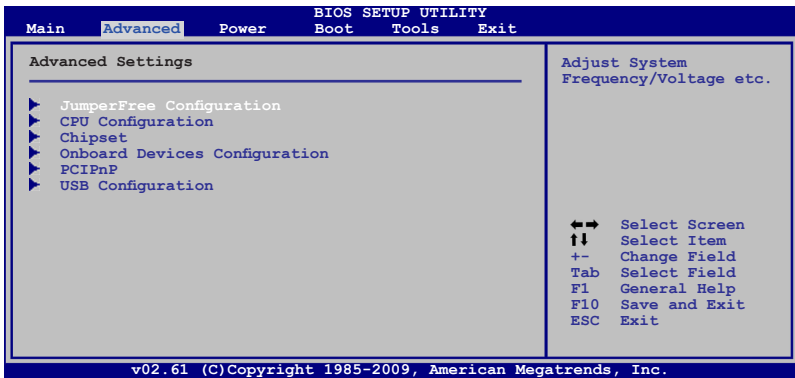 BIOS SETUP UTILITY
Main Advanced Power Boot Tools Exit
Advanced Settings
JumperFree Configuration
CPU Configuration
Chipset
Onboard Devices Configuration
PCIPnP
USB Configuration
Adjust System
Frequency/Voltage etc.
←→ Select Screen
↑↓ Select Item
+- Change Field
Tab Select Field
F1 General Help
F10 Save and Exit
ESC Exit
v02.61 (C)Copyright 1985-2009, American Megatrends, Inc.